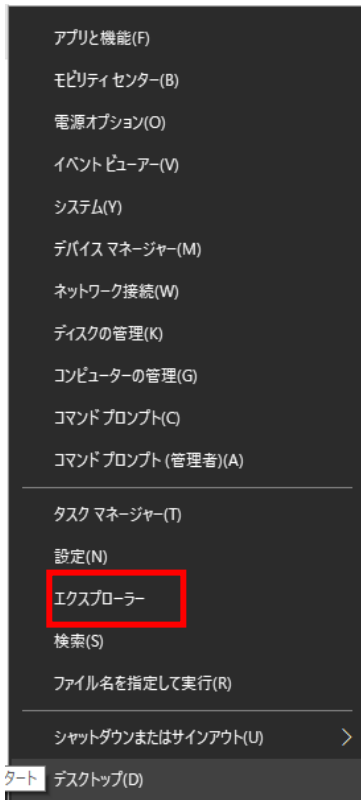 アプリと機能(F)
モビリティ センター(B)
電源オプション(O)
イベント ビューアー(V)
システム(Y)
デバイス マネージャー(M)
ネットワーク接続(W)
ディスクの管理(K)
コンピューターの管理(G)
コマンド プロンプト(C)
コマンド プロンプト (管理者)(A)
タスク マネージャー(T)
設定(N)
エクスプローラー
検索(S)
ファイル名を指定して実行(R)
シャットダウンまたはサインアウト(U)
タート デスクトップ(D)